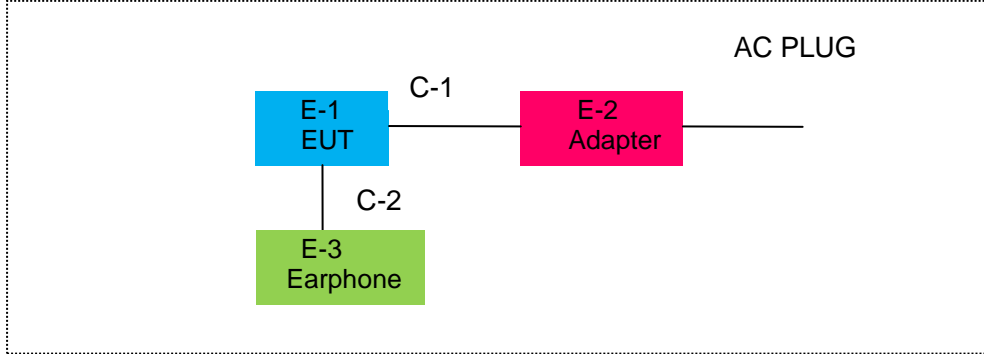 AC PLUG
C-1
E-1
EUT
E-2
Adapter
C-2
E-3
Earphone